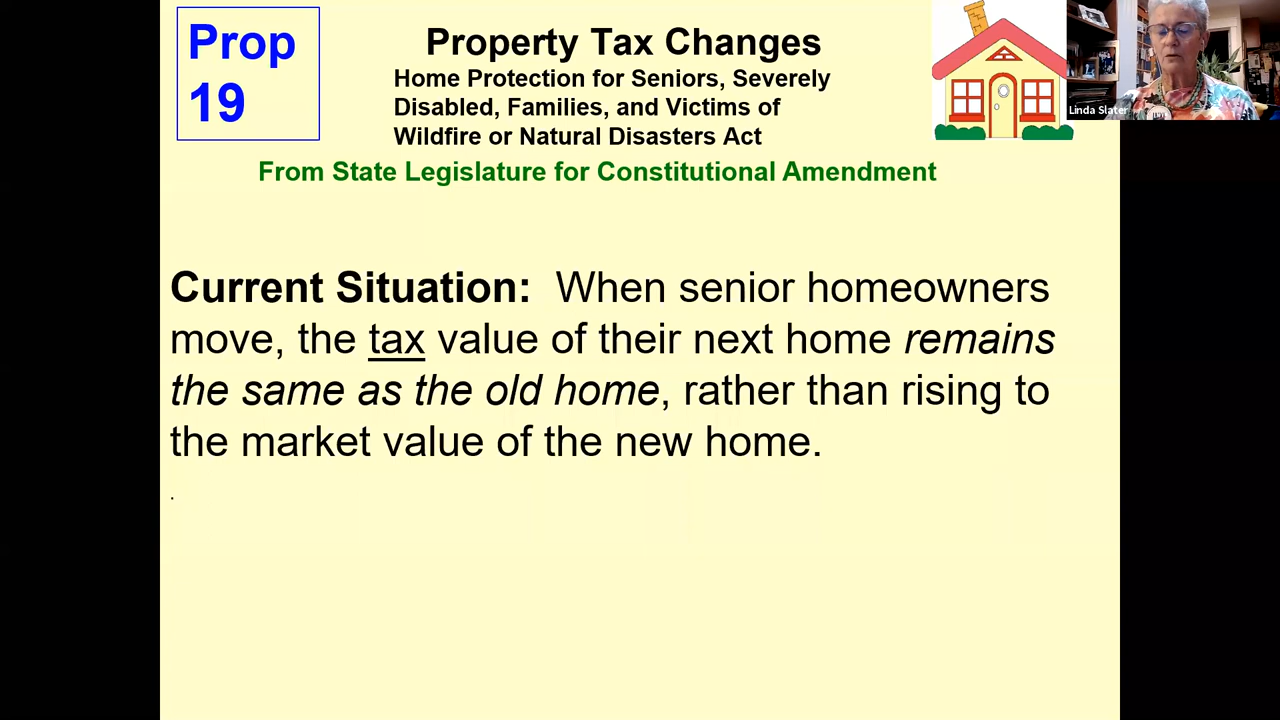 Prop
19
Property Tax Changes
Home Protection for Seniors, Severely
Disabled, Families, and Victims of
Wildfire or Natural Disasters Act
From State Legislature for Constitutional Amendment
Linda Slater
Current Situation:  When senior homeowners
move, the tax value of their next home remains
the same as the old home, rather than rising to
the market value of the new home.
.